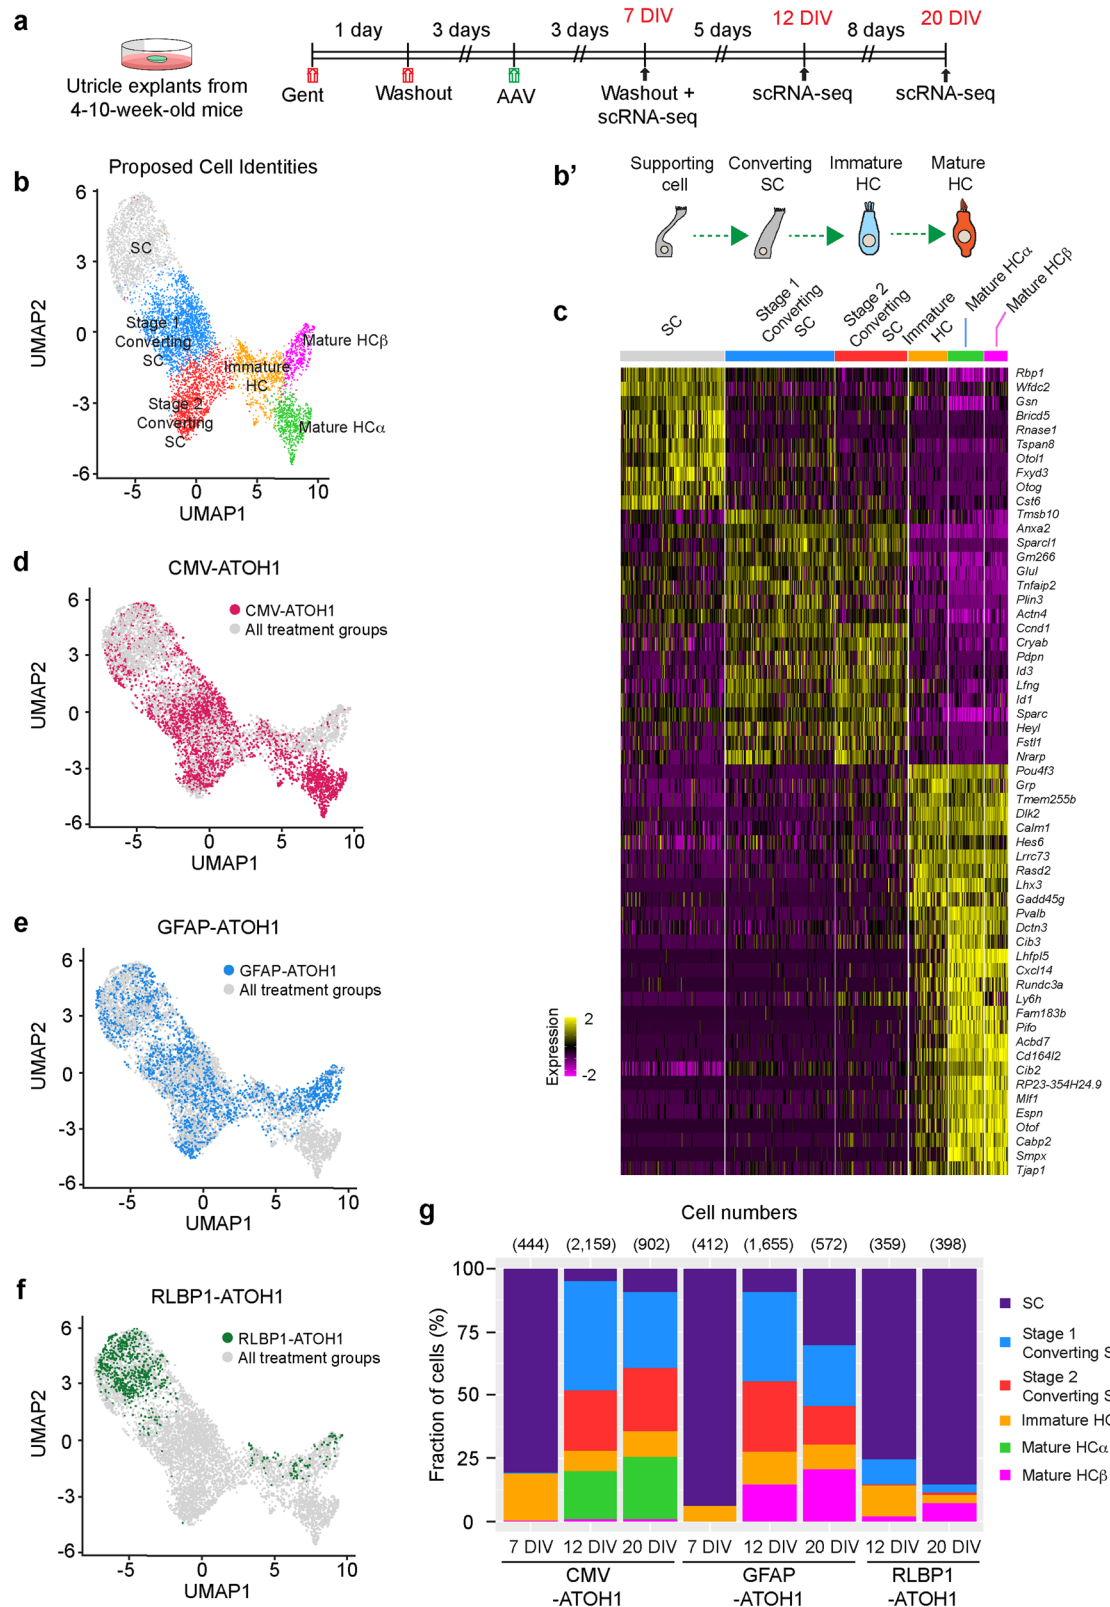 a
7 DIV
12 DIV
20 DIV
1 day
3 days
3 days
5 days
8 days
Gent
Washout
AAV
Washout +
scRNA-seq
scRNA-seq
scRNA-seq
Utricle explants from
4-10-week-old mice
b
Proposed Cell Identities
6
3
0
-3
-6
UMAP2
SC
Stage 1
Converting
SC
Stage 2
Converting
SC
Immature
HC
Mature HCβ
Mature HCα
-5
0
5
10
UMAP1
b’
Supporting
cell
Converting
SC
Immature
HC
Mature
HC
c
SC
Stage 1
Converting
SC
Stage 2
Converting
SC
Immature
HC
Mature HCα
Mature HCβ
Rbp1
Wfdc2
Gsn
Bricd5
Rnase1
Tspan8
Otol1
Fxyd3
Otog
Cst6
Tmsb10
Anxa2
Sparcl1
Gm266
Glul
Tnfaip2
Plin3
Actn4
Ccnd1
Cryab
Pdpn
Id3
Lfng
Id1
Sparc
Heyl
Fstl1
Nrarp
Pou4f3
Grp
Tmem255b
Dlk2
Calm1
Hes6
Lrrc73
Rasd2
Lhx3
Gadd45g
Pvalb
Dctn3
Cib3
Lhfpl5
Cxcl14
Rundc3a
Ly6h
Fam183b
Pifo
Acbd7
Cd164l2
Cib2
RP23-354H24.9
Mlf1
Espn
Otof
Cabp2
Smpx
Tjap1
Expression
2
-2
d
CMV-ATOH1
CMV-ATOH1
All treatment groups
6
3
0
-3
-6
UMAP2
-5
0
5
10
UMAP1
e
GFAP-ATOH1
GFAP-ATOH1
All treatment groups
6
3
0
-3
-6
UMAP2
-5
0
5
10
UMAP1
f
RLBP1-ATOH1
RLBP1-ATOH1
All treatment groups
6
3
0
-3
-6
UMAP2
-5
0
5
10
UMAP1
g
Cell numbers
(444)
(2,159)
(902)
(412)
(1,655)
(572)
(359)
(398)
100
75
50
25
0
Fraction of cells (%)
7 DIV
12 DIV
20 DIV
7 DIV
12 DIV
20 DIV
12 DIV
20 DIV
CMV
-ATOH1
GFAP
-ATOH1
RLBP1
-ATOH1
SC
Stage 1
Converting S
Stage 2
Converting S
Immature HC
Mature HCα
Mature HCβ